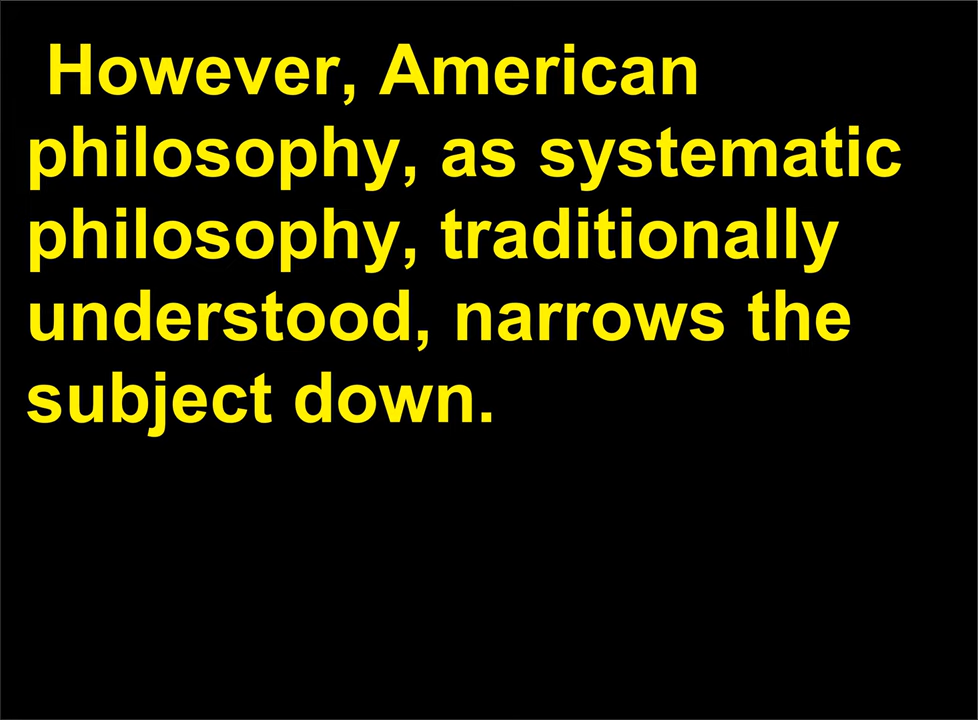 However, American
philosophy, as systematic
philosophy, traditionally
understood, narrows the
subject down.